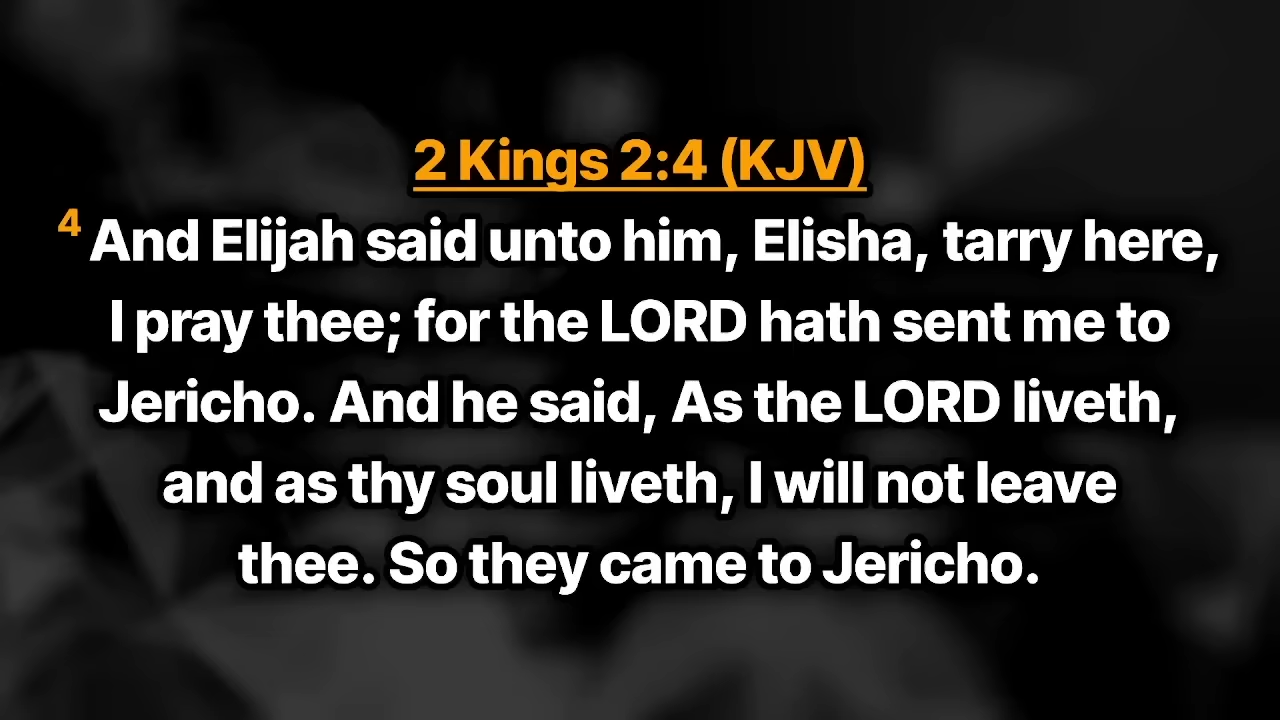 2 Kings 2:4 (KJV)
4 And Elijah said unto him, Elisha, tarry here,
I pray thee; for the LORD hath sent me to
Jericho. And he said, As the LORD liveth,
and as thy soul liveth, I will not leave
thee. So they came to Jericho.